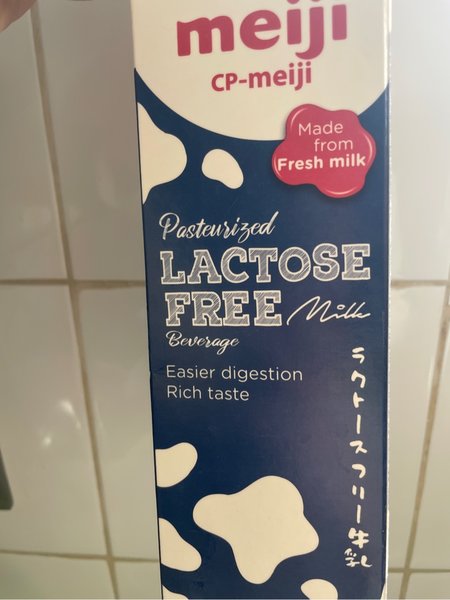 meiji
CP-meiji
Made
from
Fresh milk
Pasteurized
LACTOSE
FREE Milk
Beverage
Easier digestion
Rich taste
ラクトースフリー牛乳